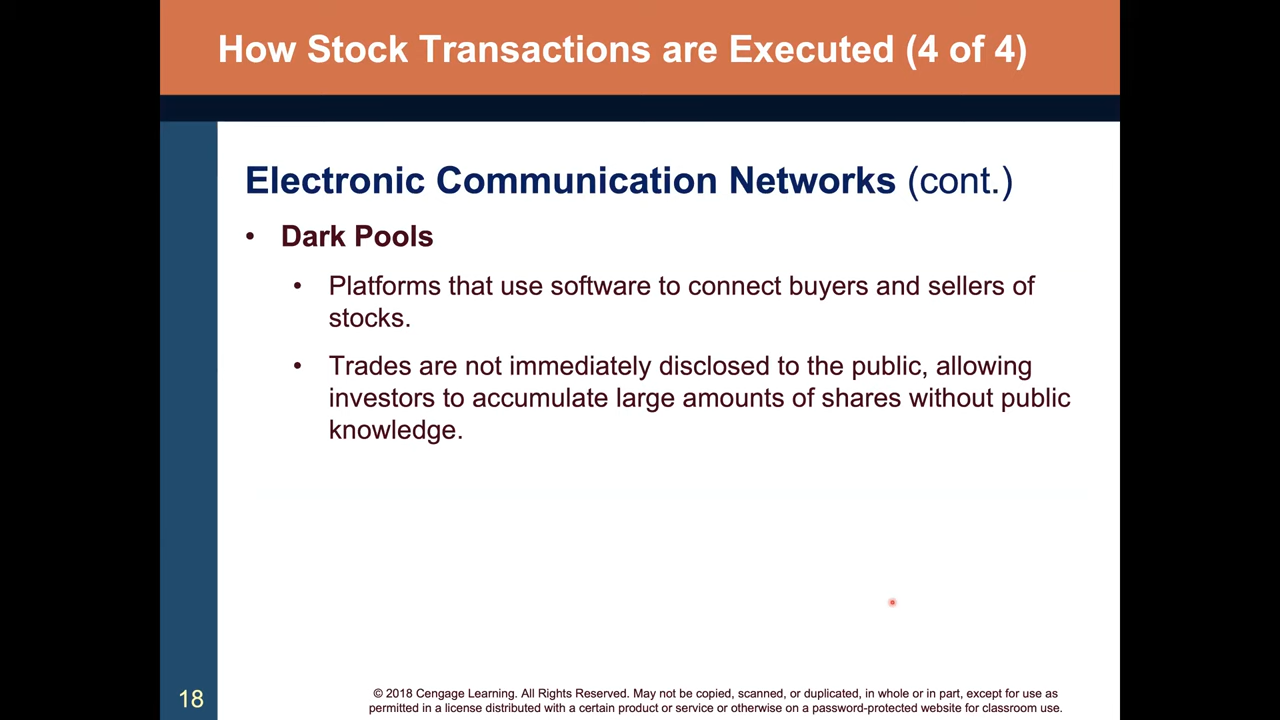 How Stock Transactions are Executed (4 of 4)
Electronic Communication Networks (cont.)
• Dark Pools
• Platforms that use software to connect buyers and sellers of
stocks.
• Trades are not immediately disclosed to the public, allowing
investors to accumulate large amounts of shares without public
knowledge.
18
© 2018 Cengage Learning. All Rights Reserved. May not be copied, scanned, or duplicated, in whole or in part, except for use as
permitted in a license distributed with a certain product or service or otherwise on a password-protected website for classroom use.